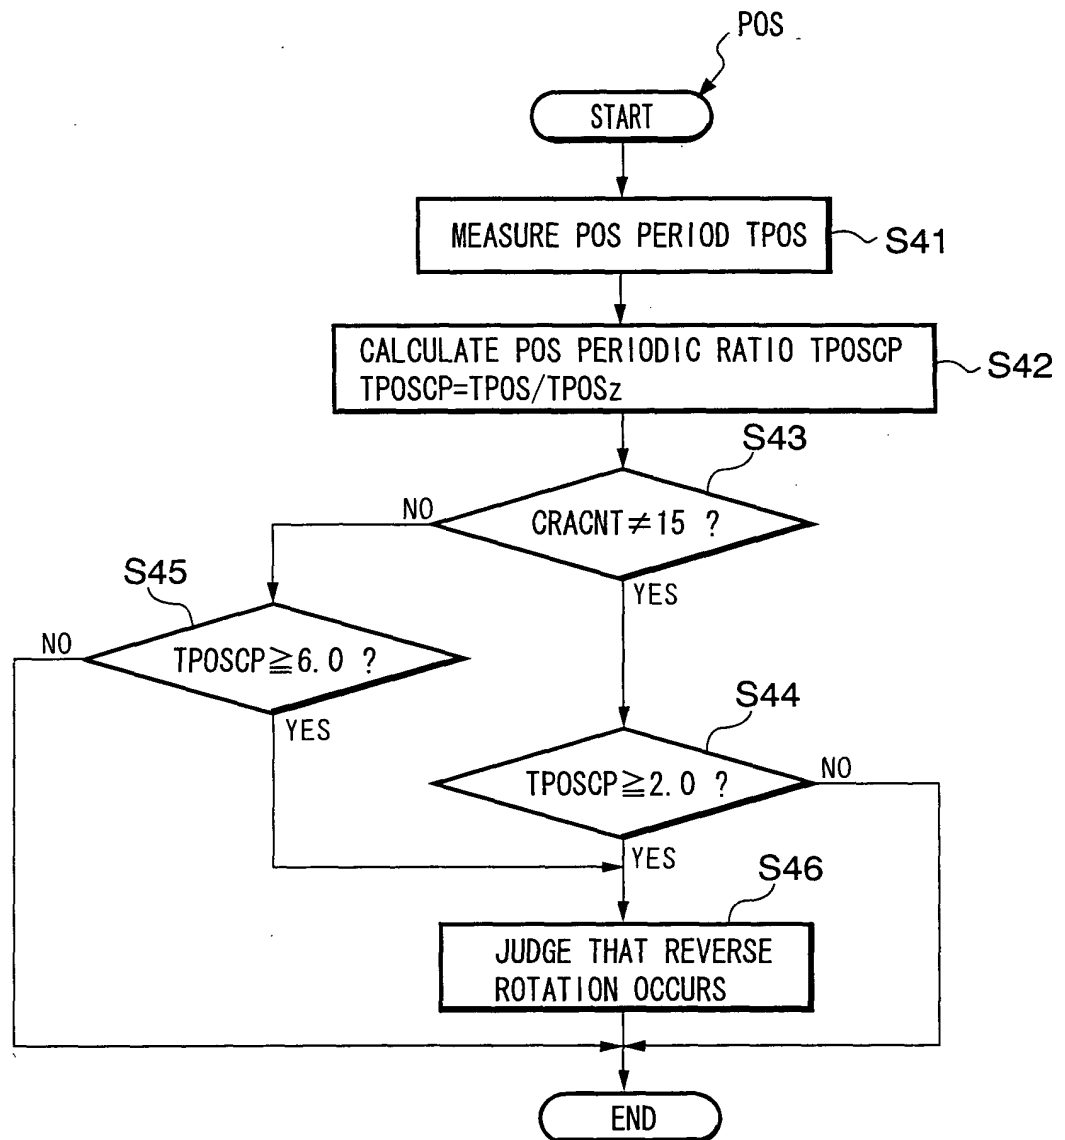 POS
START
MEASURE POS PERIOD TPOS
S41
CALCULATE POS PERIODIC RATIO TPOSCP
TPOSCP=TPOS/TPOSz
S42
S43
NO
CRACNT≠15 ?
YES
S45
NO
TPOSCP≧6.0 ?
YES
S44
TPOSCP≧2.0 ?
NO
YES
S46
JUDGE THAT REVERSE
ROTATION OCCURS
END